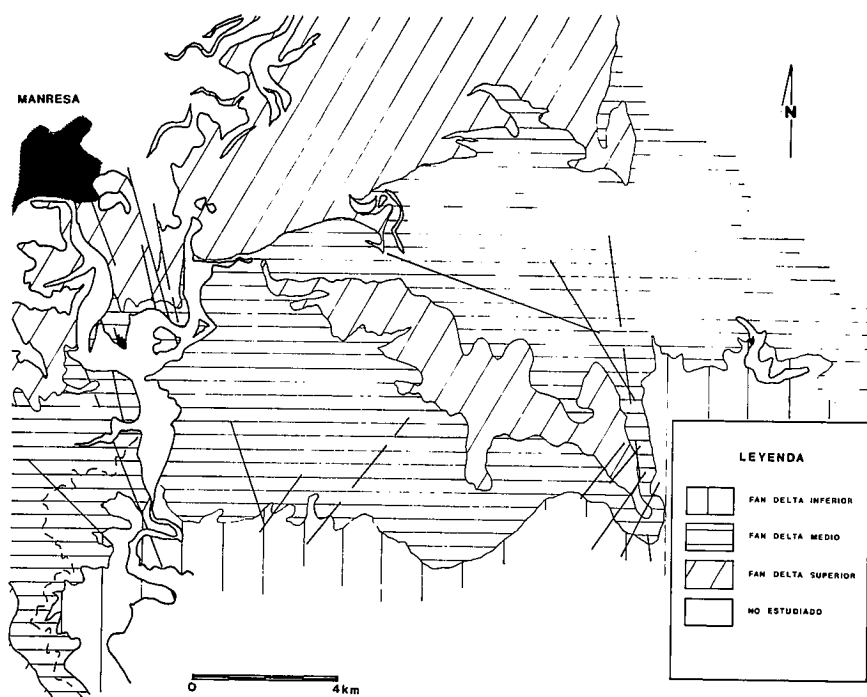 MANRESA
N
LEYENDA
FAN DELTA INFERIOR
FAN DELTA MEDIO
FAN DELTA SUPERIOR
NO ESTUDIADO
0 4km